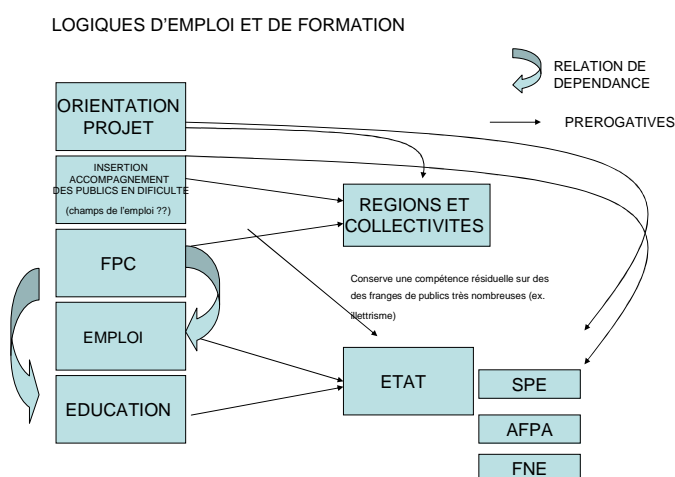 LOGIQUES D'EMPLOI ET DE FORMATION
RELATION DE
DEPENDANCE
PREROGATIVES
ORIENTATION
PROJET
INSERTION
ACCOMPAGNEMENT
DES PUBLICS EN DIFICULTE
(champs de l'emploi ??)
REGIONS ET
COLLECTIVITES
FPC
Conserve une compétence résiduelle sur des
des franges de publics très nombreuses (ex.
illettrisme)
EMPLOI
ETAT
SPE
EDUCATION
AFPA
FNE